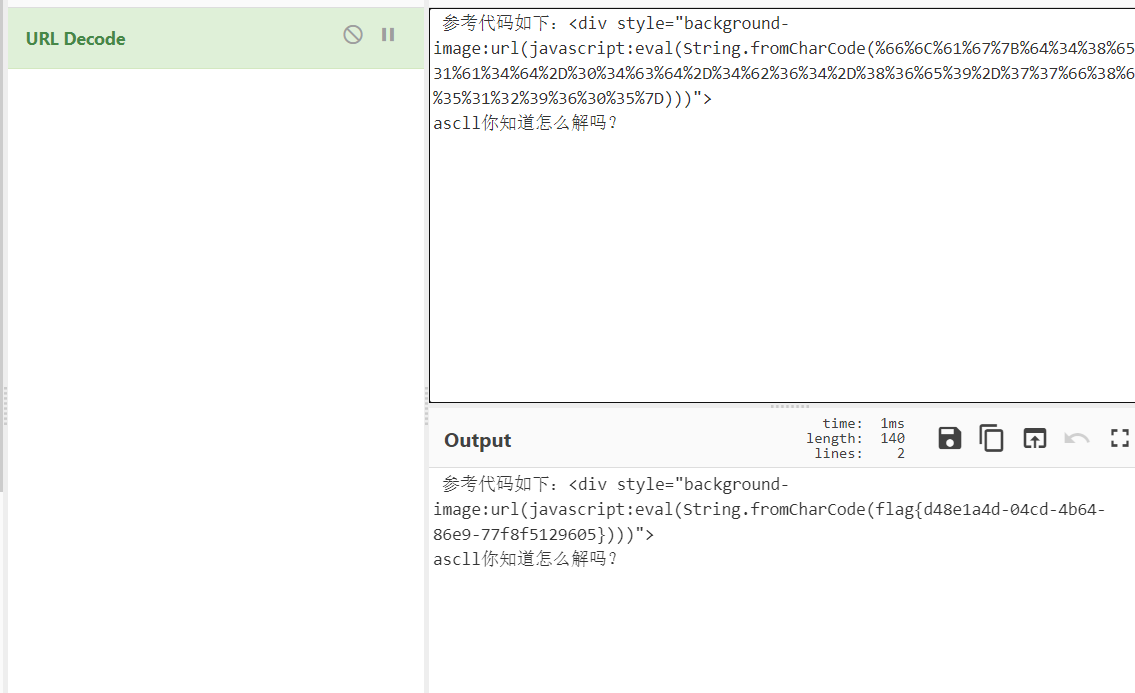 URL Decode
参考代码如下：<div style="background-
image:url(javascript:eval(String.fromCharCode(%66%6C%61%67%7B%64%34%38%65
31%61%34%64%2D%30%34%63%64%2D%34%62%36%34%2D%38%36%65%39%2D%37%37%66%38%6
%35%31%32%39%36%30%35%7D)))">
ascll你知道怎么解吗?
Output
time: 1ms
length: 140
lines: 2
参考代码如下：<div style="background-
image:url(javascript:eval(String.fromCharCode(flag{d48e1a4d-04cd-4b64-
86e9-77f8f5129605})))">
ascll你知道怎么解吗?